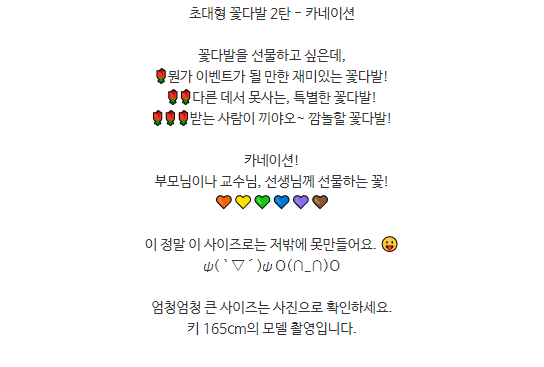 초대형 꽃다발 2탄 - 카네이션
꽃다발을 선물하고 싶은데,
🌹뭔가 이벤트가 될 만한 재미있는 꽃다발!
🌹🌹다른 데서 못사는, 특별한 꽃다발!
🌹🌹🌹받는 사람이 끼야오~ 깜놀할 꽃다발!
카네이션!
부모님이나 교수님, 선생님께 선물하는 꽃!
🧡💛💚💙💜🤎
이 정말 이 사이즈로는 저밖에 못만들어요. 😛
ψ(｀▽´)ψ O(∩_∩)O
엄청엄청 큰 사이즈는 사진으로 확인하세요.
키 165cm의 모델 촬영입니다.